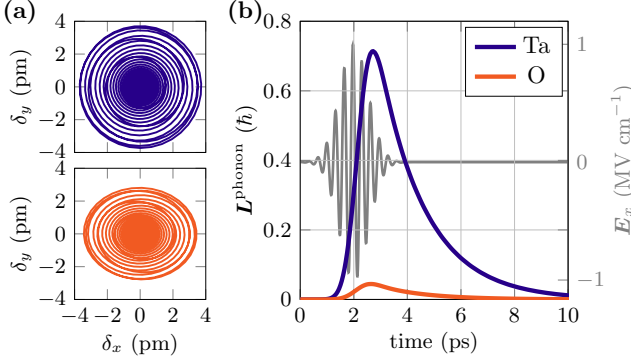 (a)
4
2
0
−2
−4
δy (pm)
4
2
0
−2
−4
δy (pm)
−4 −2 0 2 4
δx (pm)
(b)
0.8
0.6
0.4
0.2
0
L^phonon (ħ)
Ta
O
1
0
−1
Ex (MV cm⁻¹)
0 2 4 6 8 10
time (ps)